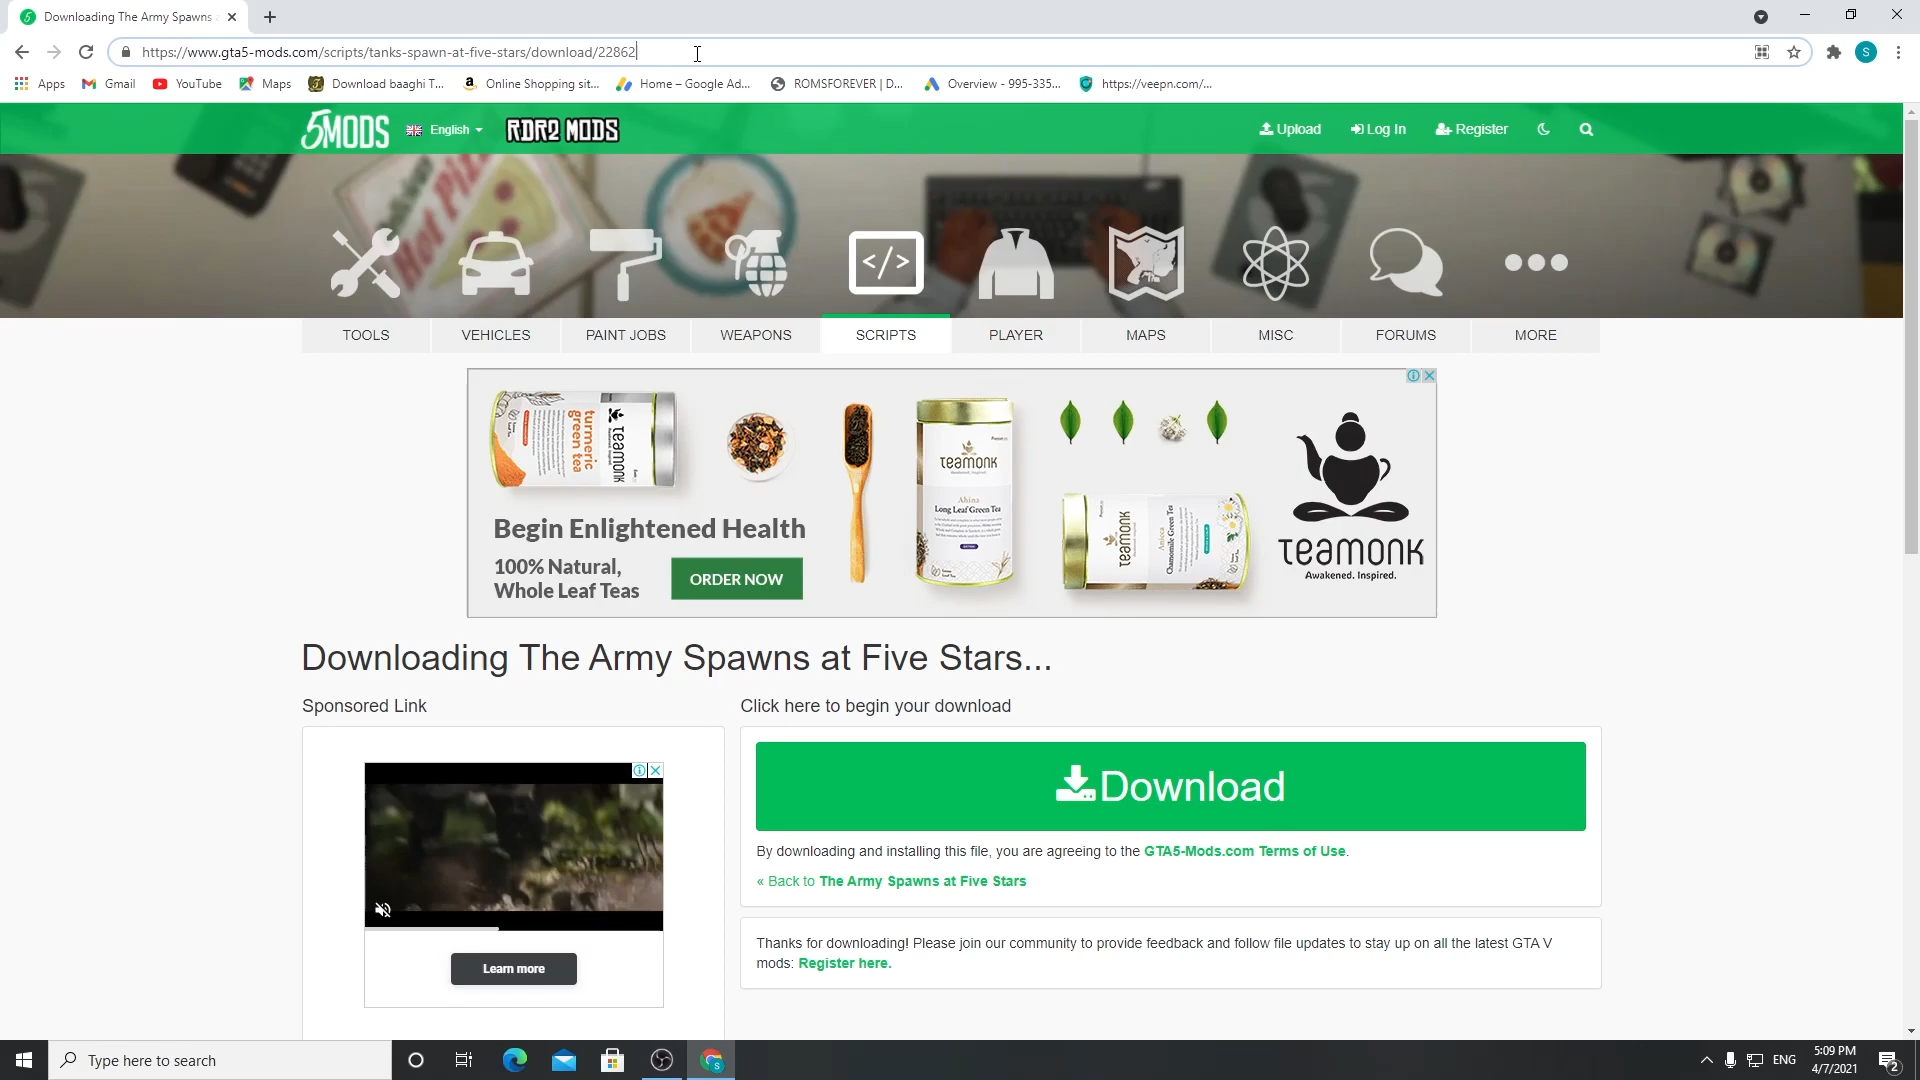 Downloading The Army Spawns
https://www.gta5-mods.com/scripts/tanks-spawn-at-five-stars/download/22862
S
Apps
Gmail
YouTube
Maps
Download baaghi T...
Online Shopping sit...
Home – Google Ad...
ROMSFOREVER | D...
Overview - 995-335...
https://veepn.com/...
5MODS
English
RDR2 MODS
Upload
Log In
Register
TOOLS
VEHICLES
PAINT JOBS
WEAPONS
SCRIPTS
PLAYER
MAPS
MISC
FORUMS
MORE
turmeric green tea
teamonk
teamonk
Ahina
Long Leaf Green Tea
teamonk
Chamomile Green Tea
Begin Enlightened Health
100% Natural,
Whole Leaf Teas
ORDER NOW
teamonk
Awakened. Inspired.
Downloading The Army Spawns at Five Stars...
Sponsored Link
Click here to begin your download
Download
By downloading and installing this file, you are agreeing to the GTA5-Mods.com Terms of Use.
« Back to The Army Spawns at Five Stars
Thanks for downloading! Please join our community to provide feedback and follow file updates to stay up on all the latest GTA V
mods: Register here.
Learn more
Type here to search
ENG
5:09 PM
4/7/2021
2